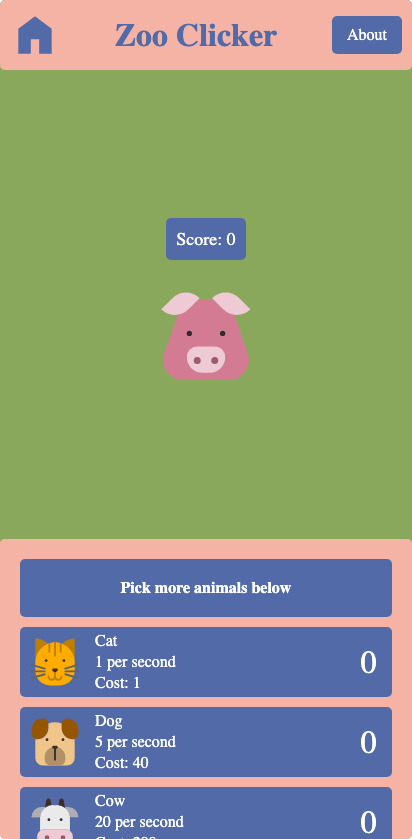 Zoo Clicker
About
Score: 0
Pick more animals below
Cat
1 per second
0
Cost: 1
Dog
5 per second
0
Cost: 40
Cow
20 per second
0